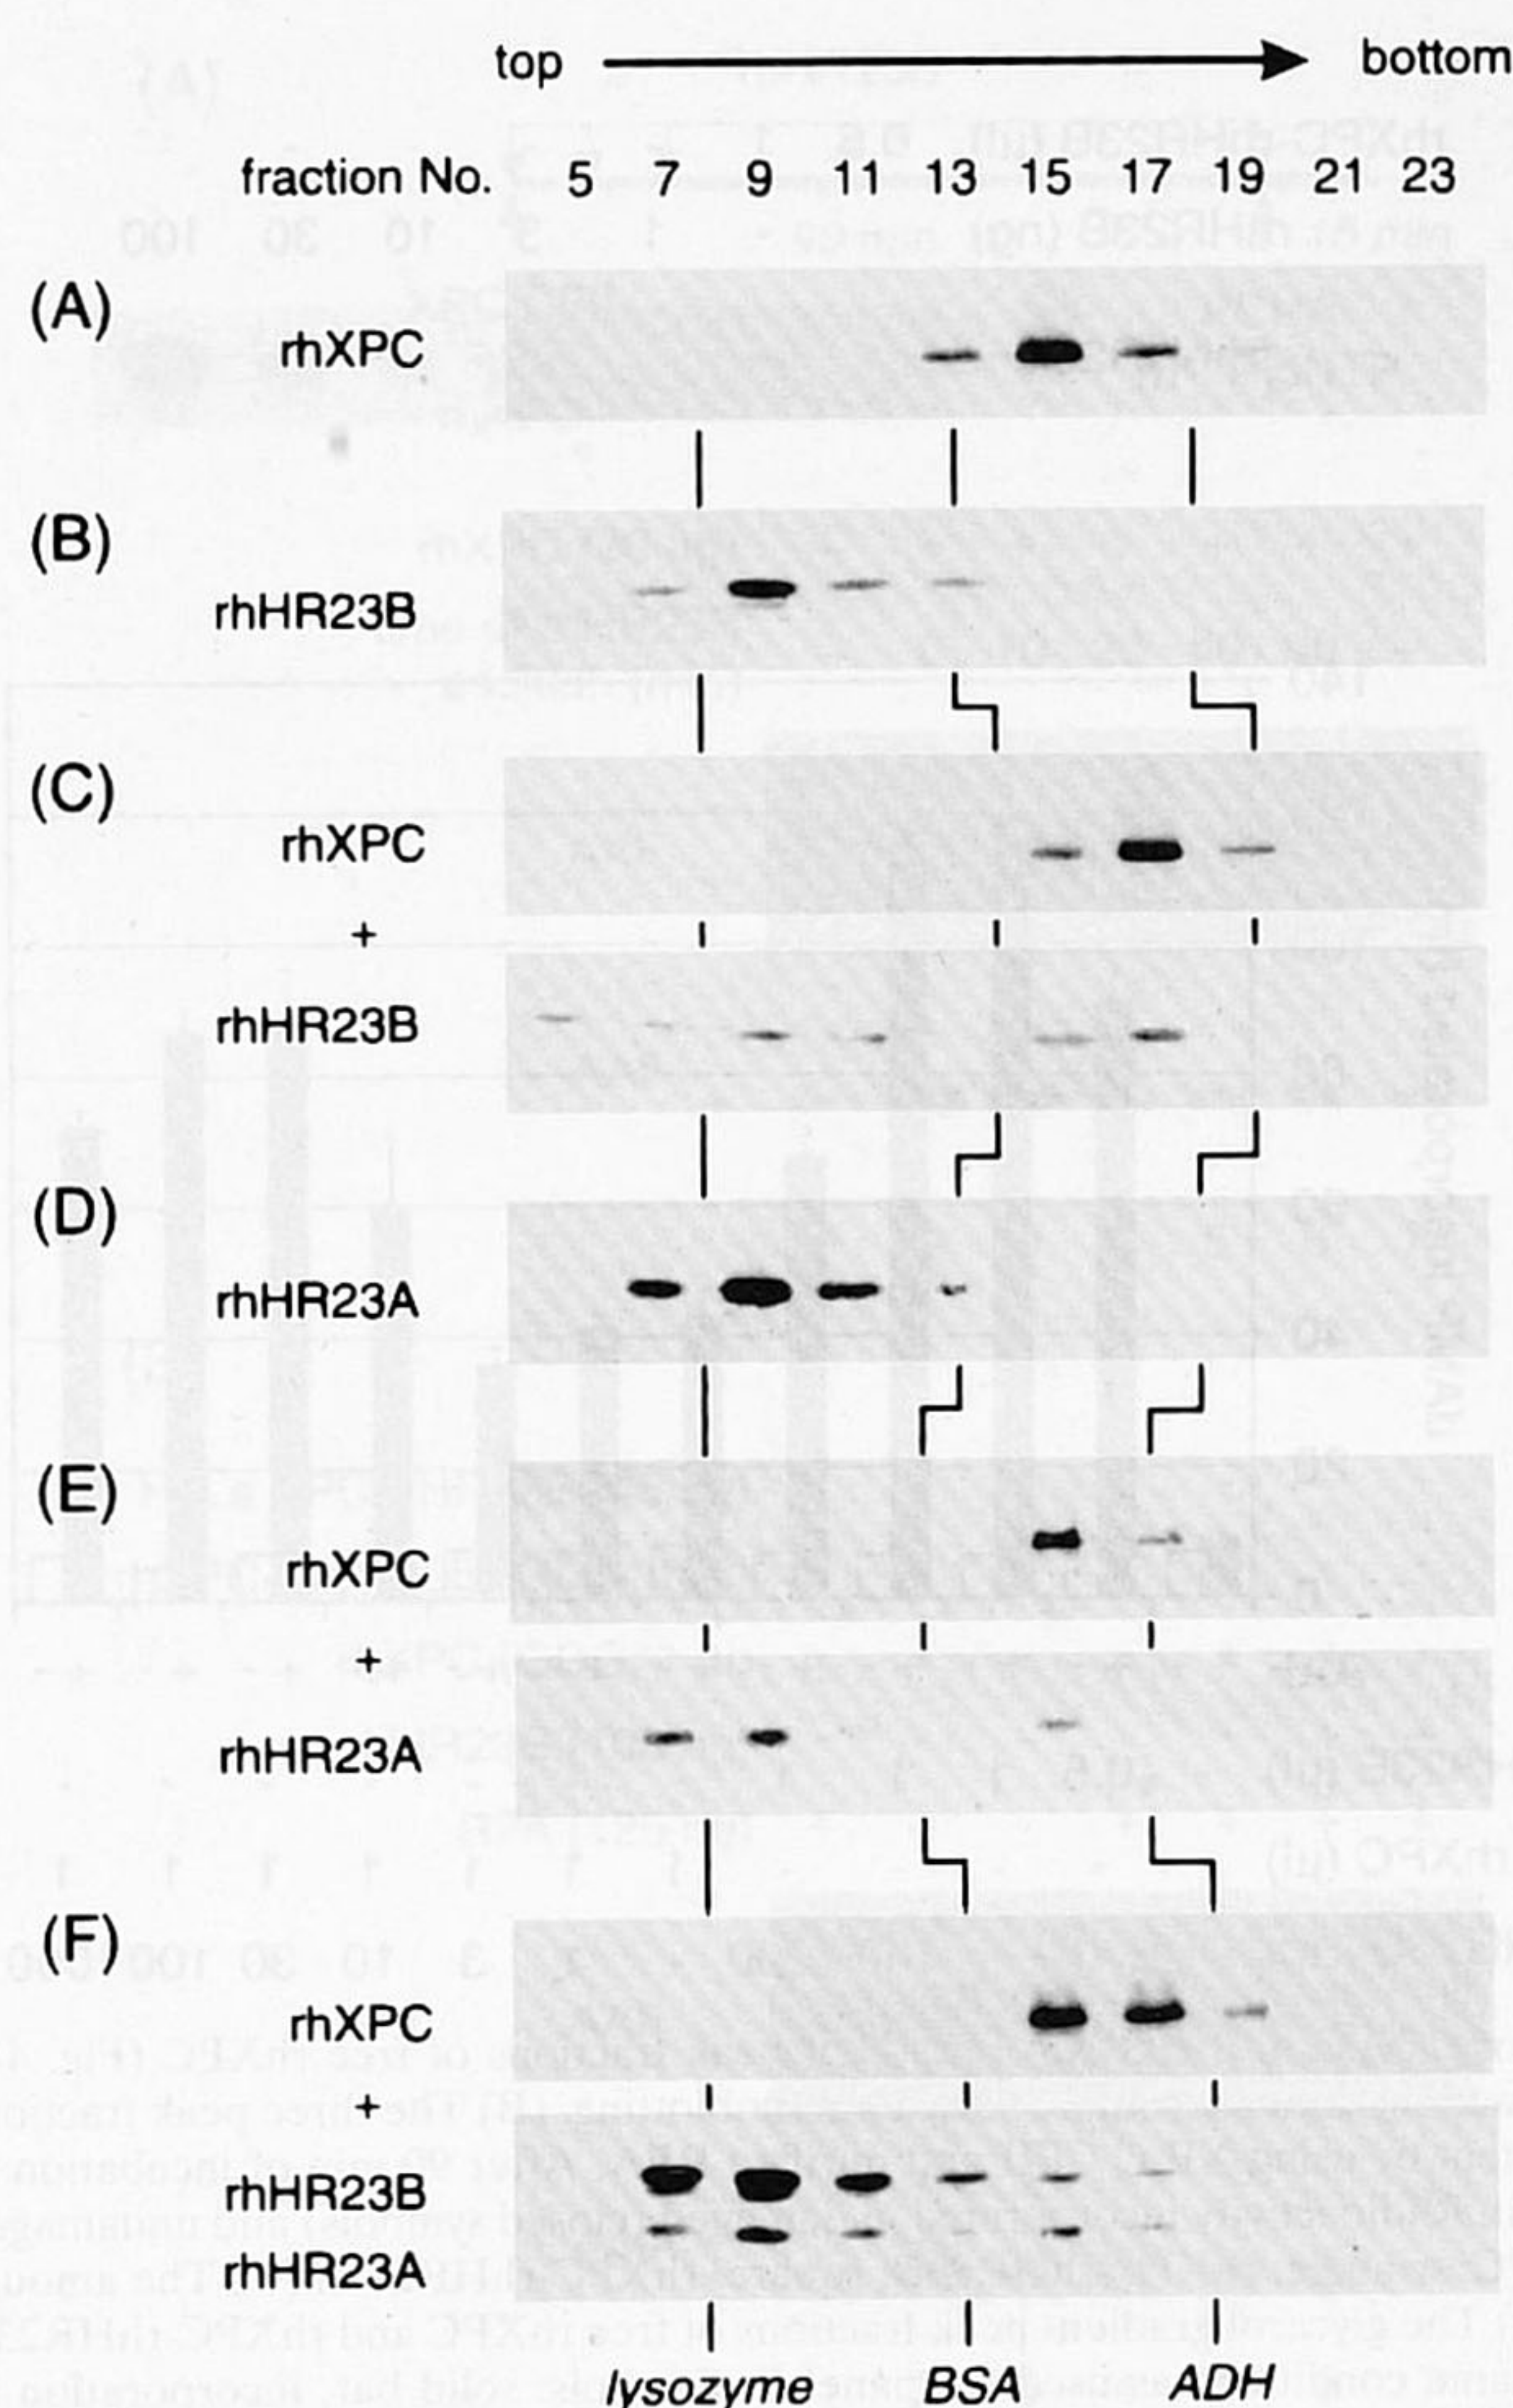 top bottom
fraction No. 5 7 9 11 13 15 17 19 21 23
(A)
rhXPC
(B)
rhHR23B
(C)
rhXPC
+
rhHR23B
(D)
rhHR23A
(E)
rhXPC
+
rhHR23A
(F)
rhXPC
+
rhHR23B
rhHR23A
lysozyme BSA ADH